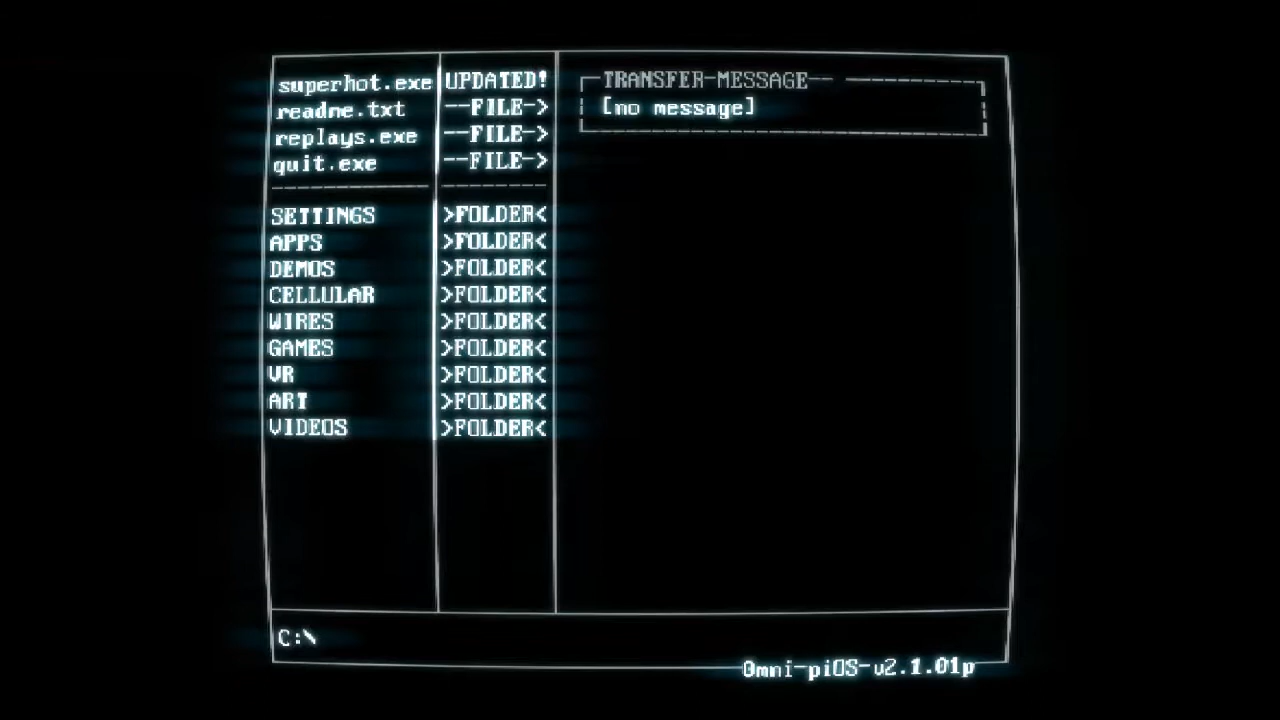 superhot.exe UPDATED!
readme.txt --FILE->
replays.exe --FILE->
quit.exe --FILE->
SETTINGS >FOLDER<
APPS >FOLDER<
DEMOS >FOLDER<
CELLULAR >FOLDER<
WIRES >FOLDER<
GAMES >FOLDER<
VR >FOLDER<
ART >FOLDER<
VIDEOS >FOLDER<
TRANSFER-MESSAGE
[no message]
C:\
Omni-piOS-v2.1.01p